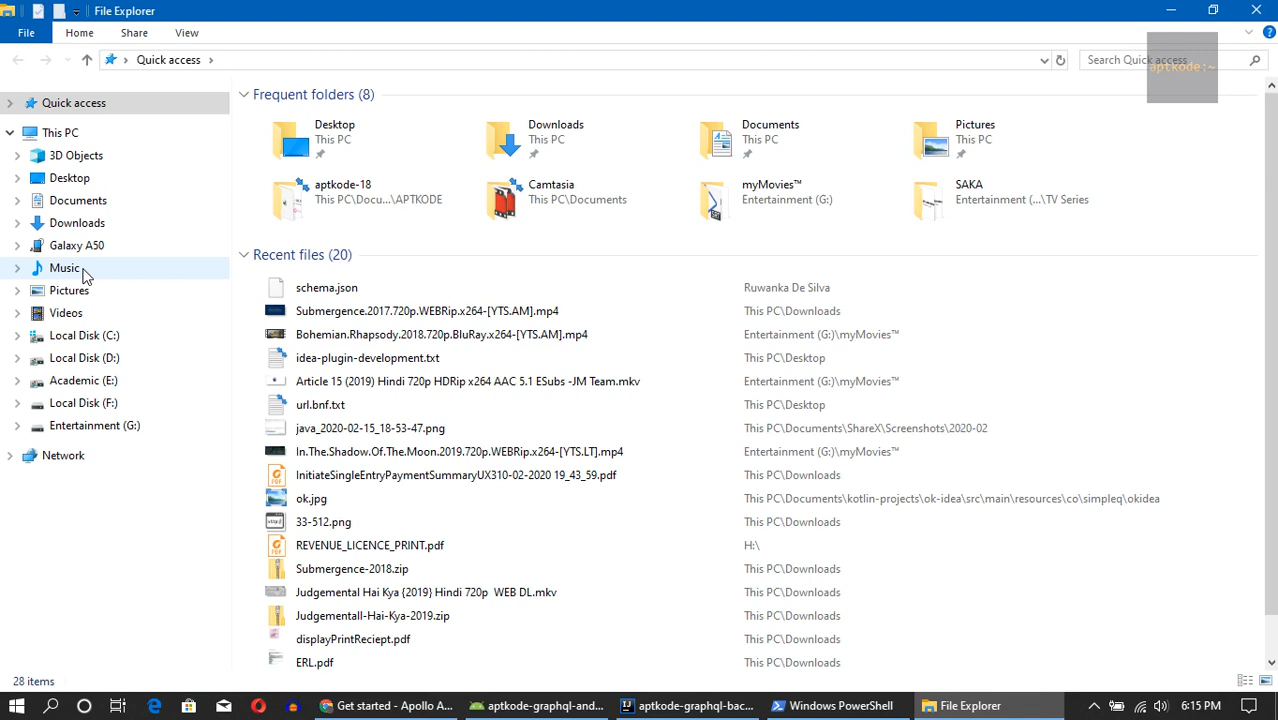 File Explorer
File Home Share View
Quick access
Search Quick access
aptkode:~
Quick access
This PC
3D Objects
Desktop
Documents
Downloads
Galaxy A50
Music
Pictures
Videos
Local Disk (C:)
Local Disk (D:)
Academic (E:)
Local Disk (F:)
Entertainment (G:)
Network
Frequent folders (8)
Desktop
This PC
Downloads
This PC
Documents
This PC
Pictures
This PC
aptkode-18
This PC\Docu...\APTKODE
Camtasia
This PC\Documents
myMovies™
Entertainment (G:)
SAKA
Entertainment (...\TV Series
Recent files (20)
schema.json Ruwanka De Silva
Submergence.2017.720p.WEBRip.x264-[YTS.AM].mp4 This PC\Downloads
Bohemian.Rhapsody.2018.720p.BluRay.x264-[YTS.AM].mp4 Entertainment (G:)\myMovies™
idea-plugin-development.txt This PC\Desktop
Article 15 (2019) Hindi 720p HDRip x264 AAC 5.1 ESubs -JM Team.mkv Entertainment (G:)\myMovies™
url.bnf.txt This PC\Desktop
java_2020-02-15_18-53-47.png This PC\Documents\ShareX\Screenshots\2020-02
In.The.Shadow.Of.The.Moon.2019.720p.WEBRip.x264-[YTS.LT].mp4 Entertainment (G:)\myMovies™
InitiateSingleEntryPaymentSummaryUX310-02-2020 19_43_59.pdf This PC\Downloads
ok.jpg This PC\Documents\kotlin-projects\ok-idea\src\main\resources\co\simpleq\okidea
33-512.png This PC\Downloads
REVENUE_LICENCE_PRINT.pdf H:\
Submergence-2018.zip This PC\Downloads
Judgemental Hai Kya {2019} Hindi 720p WEB DL.mkv This PC\Downloads
Judgementall-Hai-Kya-2019.zip This PC\Downloads
displayPrintReciept.pdf This PC\Downloads
ERL.pdf This PC\Downloads
28 items
Get started - Apollo A... aptkode-graphql-and... aptkode-graphql-bac... Windows PowerShell File Explorer 6:15 PM